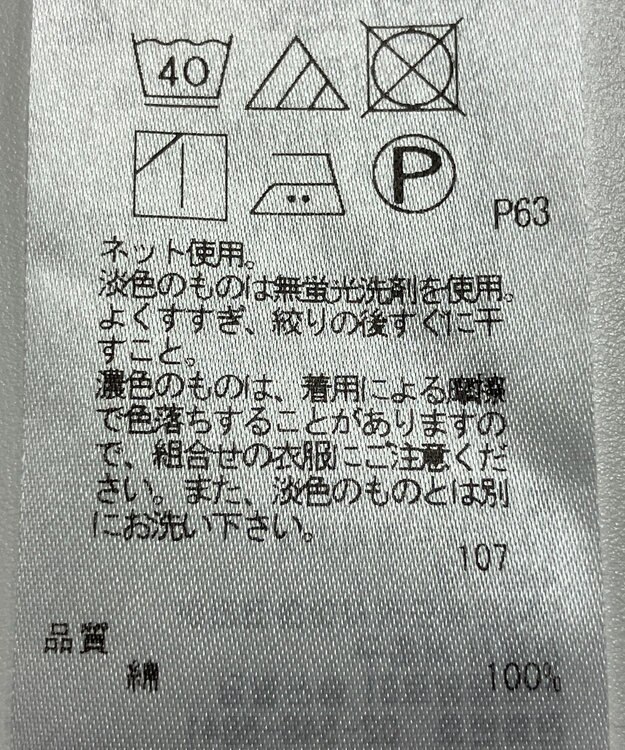 40
P
P63
ネット使用。
淡色のものは無蛍光洗剤を使用。
よくすすぎ、絞りの後すぐに干
すこと。
濃色のものは、着用による摩擦
で色落ちすることがありますの
で、組合せの衣服にご注意くだ
さい。また、淡色のものとは別
にお洗い下さい。
107
品質
綿 100%